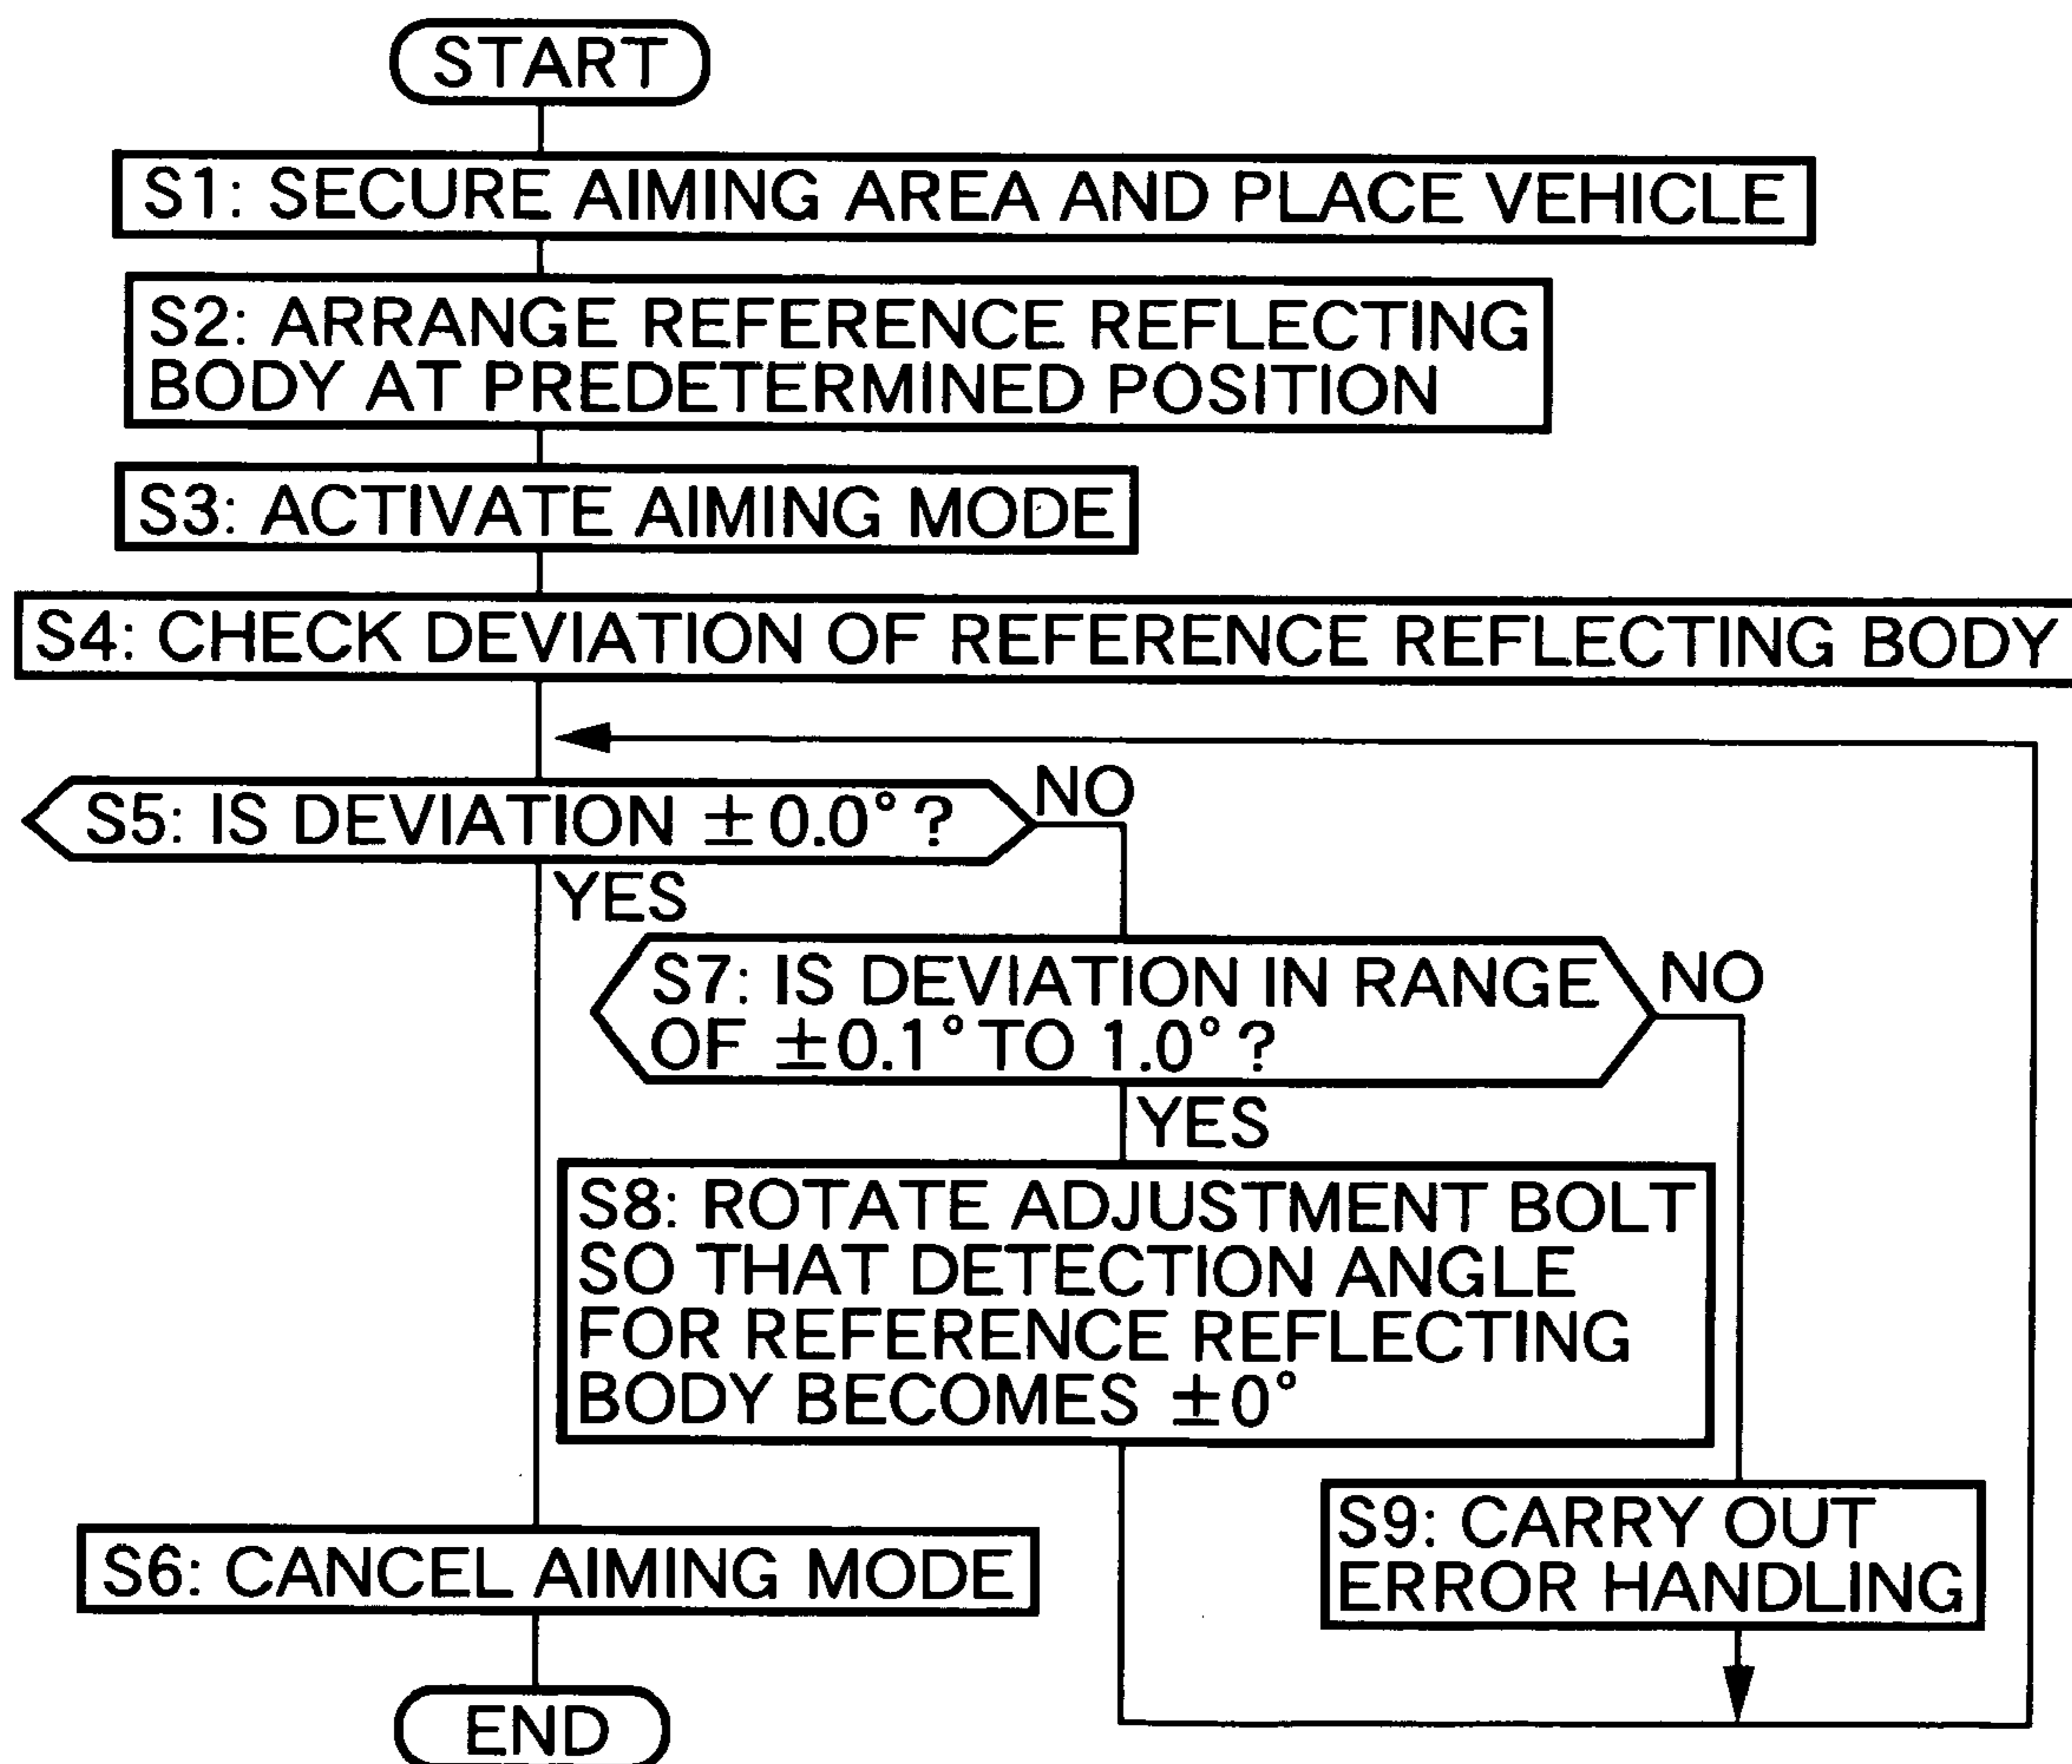 START
S1: SECURE AIMING AREA AND PLACE VEHICLE
S2: ARRANGE REFERENCE REFLECTING
BODY AT PREDETERMINED POSITION
S3: ACTIVATE AIMING MODE
S4: CHECK DEVIATION OF REFERENCE REFLECTING BODY
S5: IS DEVIATION ±0.0°?
NO
YES
S7: IS DEVIATION IN RANGE
OF ±0.1° TO 1.0°?
NO
YES
S8: ROTATE ADJUSTMENT BOLT
SO THAT DETECTION ANGLE
FOR REFERENCE REFLECTING
BODY BECOMES ±0°
S9: CARRY OUT
ERROR HANDLING
S6: CANCEL AIMING MODE
END